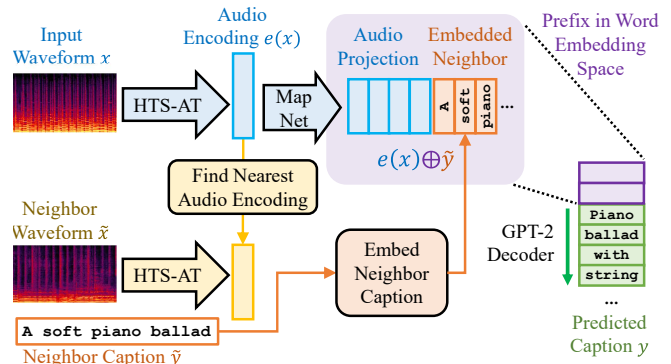 Input
Waveform x
HTS-AT
Audio
Encoding e(x)
Map
Net
Audio
Projection
Embedded
Neighbor
A
soft
piano
...
e(x)⊕ỹ
Prefix in Word
Embedding
Space
Find Nearest
Audio Encoding
Neighbor
Waveform x̃
HTS-AT
Embed
Neighbor
Caption
A soft piano ballad
Neighbor Caption ỹ
GPT-2
Decoder
Piano
ballad
with
string
...
Predicted
Caption y